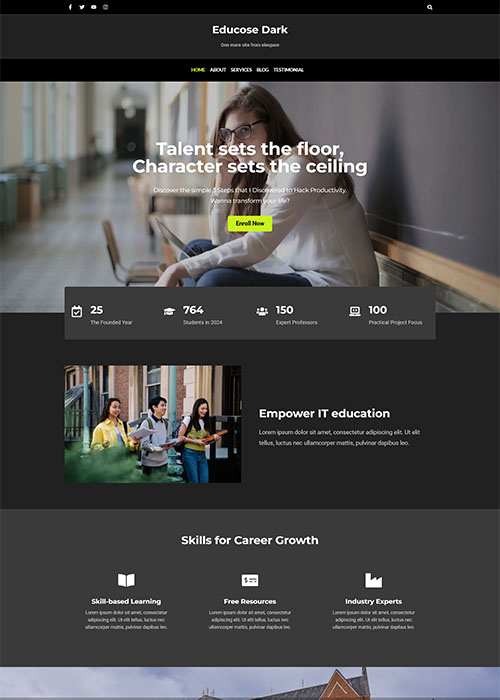 Educose Dark
One more site from elespare
HOME ABOUT SERVICES BLOG TESTIMONIAL
Talent sets the floor,
Character sets the ceiling
Discover the simple 3 Steps that I Discovered to Hack Productivity.
Wanna transform your life?
Enroll Now
25
The Founded Year
764
Students in 2024
150
Expert Professors
100
Practical Project Focus
Empower IT education
Lorem ipsum dolor sit amet, consectetur adipiscing elit. Ut elit
tellus, luctus nec ullamcorper mattis, pulvinar dapibus leo.
Skills for Career Growth
Skill-based Learning
Lorem ipsum dolor sit amet, consectetur
adipiscing elit. Ut elit tellus, luctus nec
ullamcorper mattis, pulvinar dapibus leo.
Free Resources
Lorem ipsum dolor sit amet, consectetur
adipiscing elit. Ut elit tellus, luctus nec
ullamcorper mattis, pulvinar dapibus leo.
Industry Experts
Lorem ipsum dolor sit amet, consectetur
adipiscing elit. Ut elit tellus, luctus nec
ullamcorper mattis, pulvinar dapibus leo.